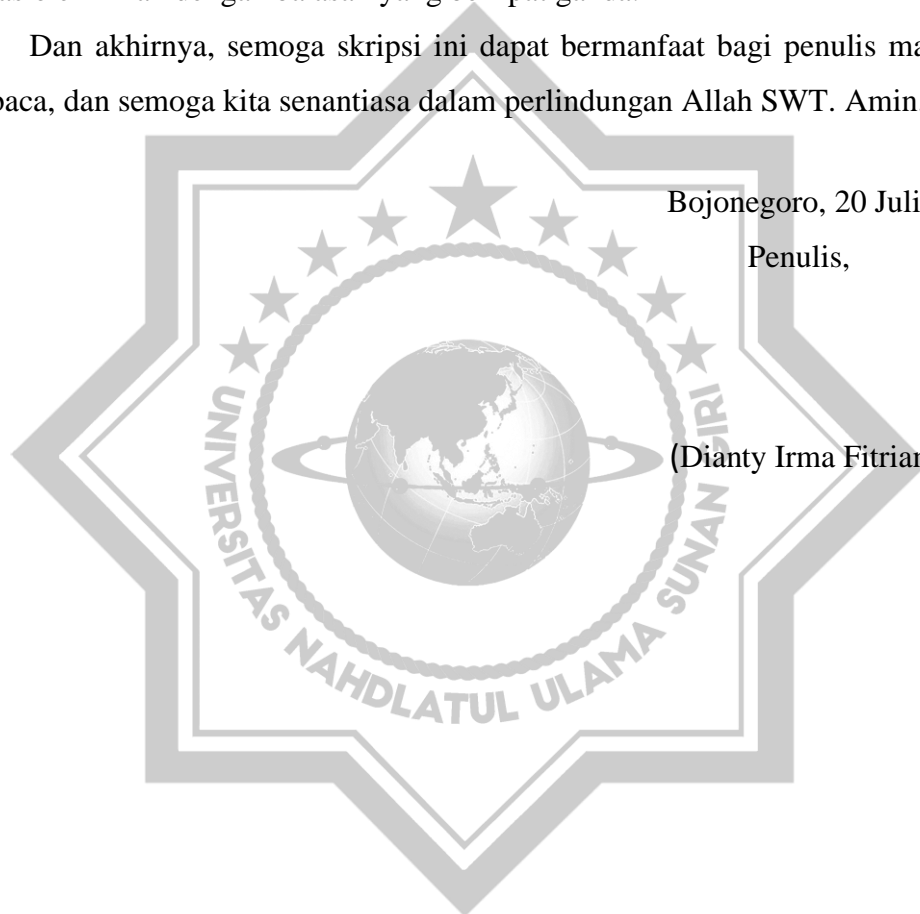 Dan akhirnya, semoga skripsi ini dapat bermanfaat bagi penulis ma
baca, dan semoga kita senantiasa dalam perlindungan Allah SWT. Amin
Bojonegoro, 20 Juli
Penulis,
(Dianty Irma Fitrian
UNIVERSITAS NAHDLATUL ULAMA SUNAN GIRI